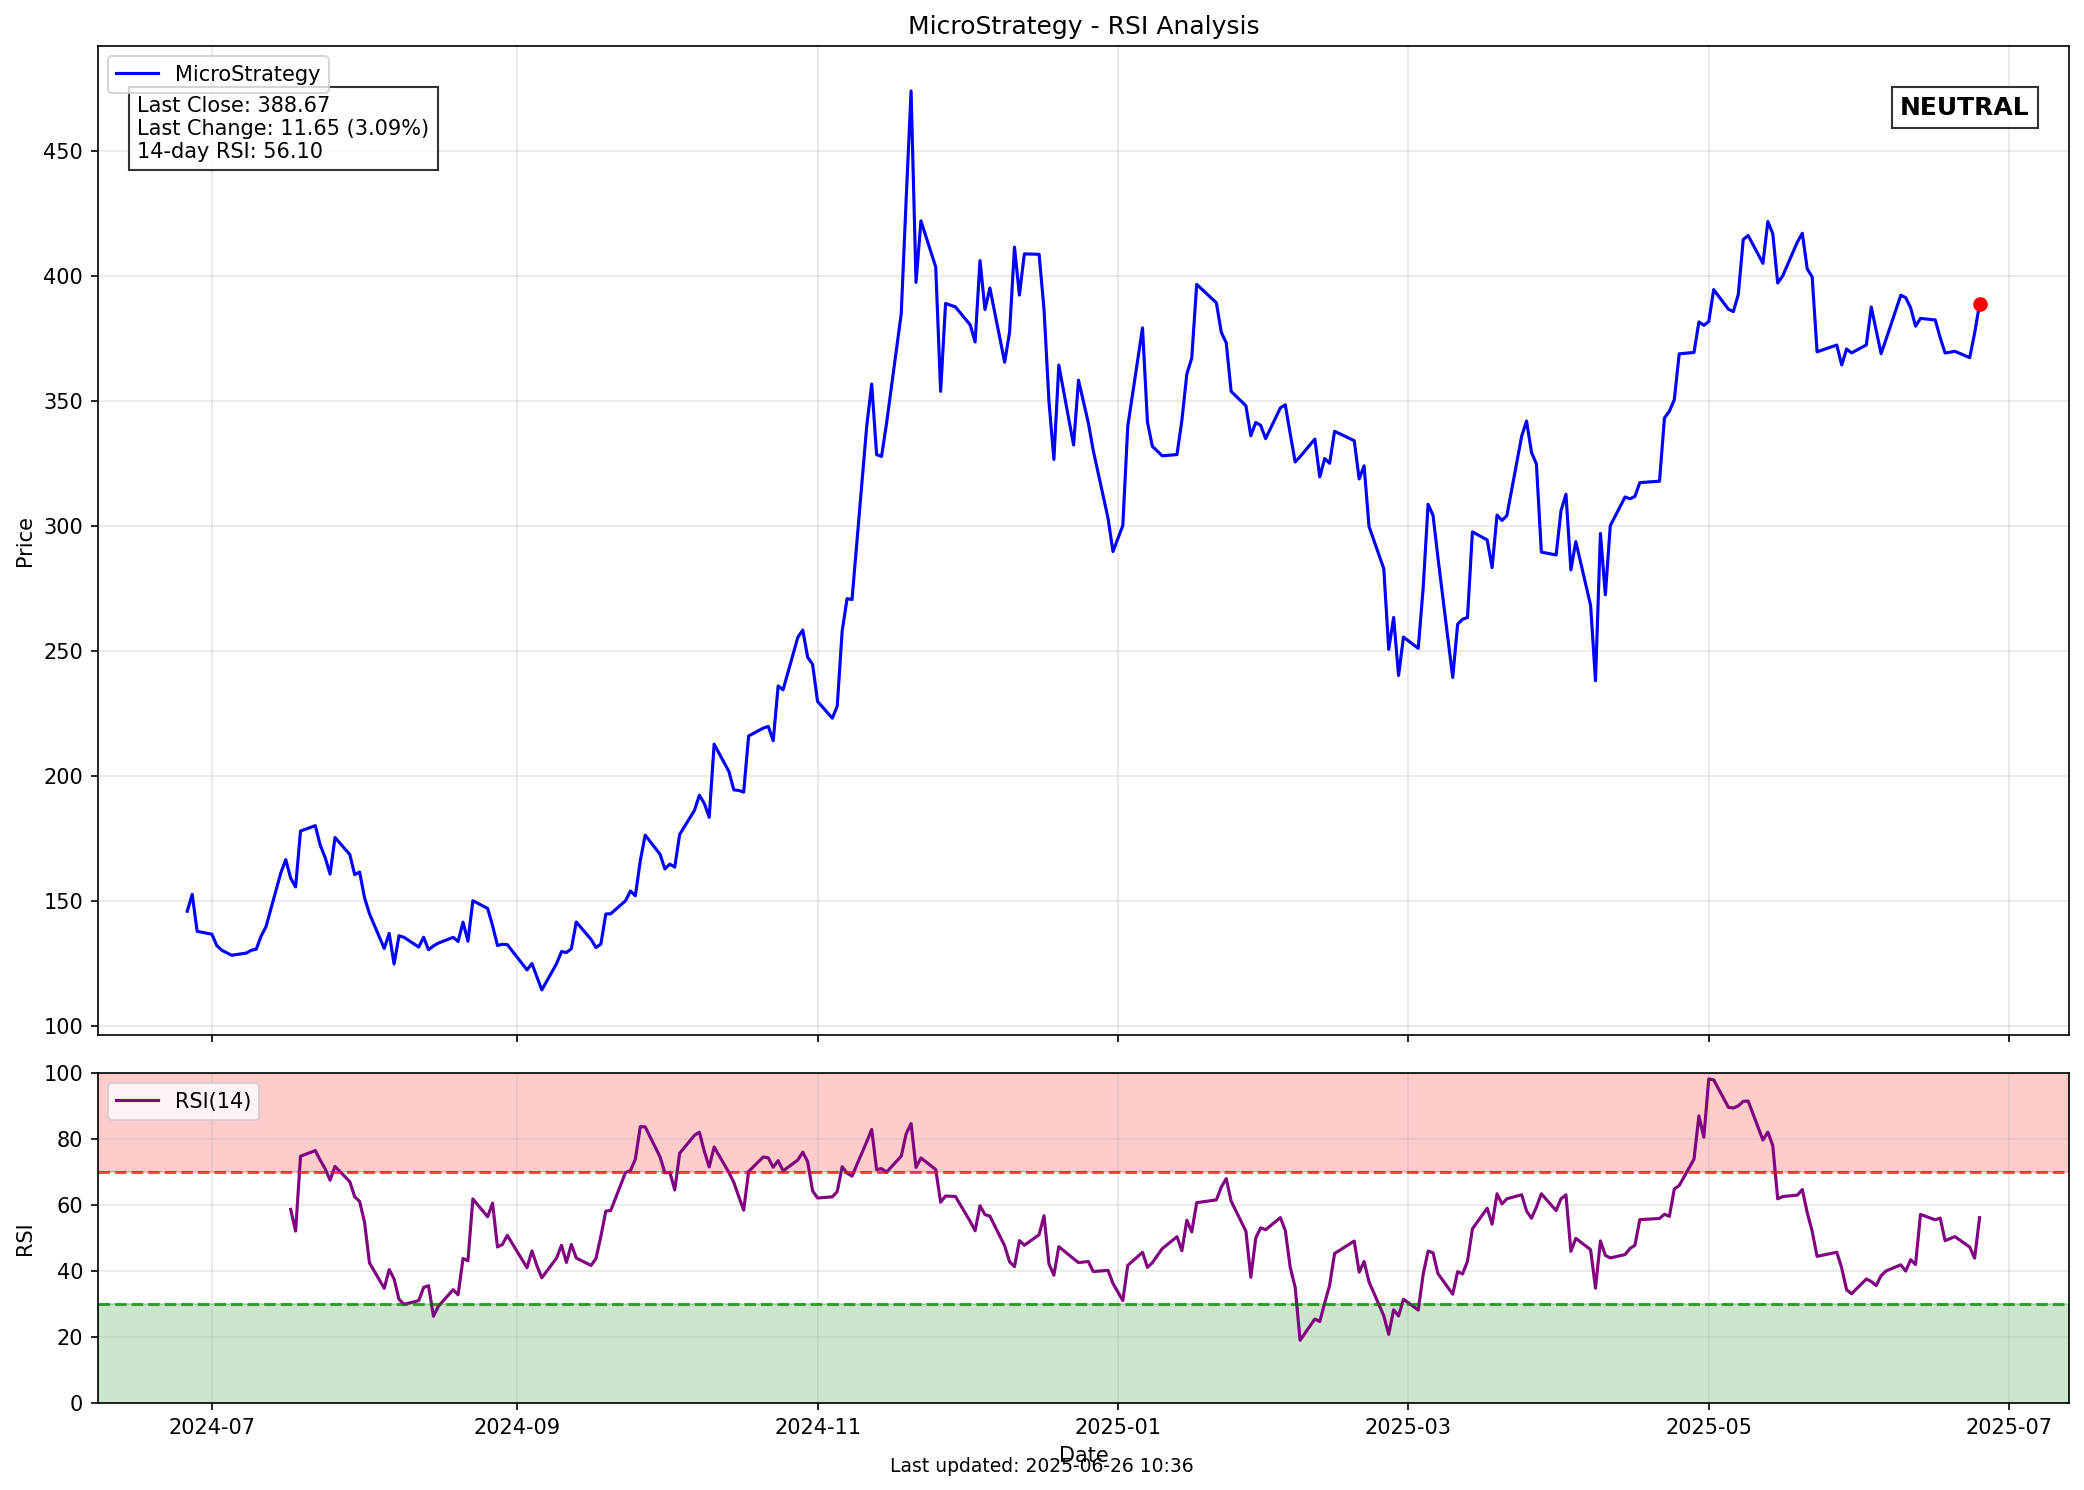 MicroStrategy - RSI Analysis
MicroStrategy
Last Close: 388.67
Last Change: 11.65 (3.09%)
14-day RSI: 56.10
NEUTRAL
Price
450
400
350
300
250
200
150
100
RSI(14)
RSI
100
80
60
40
20
0
2024-07 2024-09 2024-11 2025-01 2025-03 2025-05 2025-07
Date
Last updated: 2025-06-26 10:36